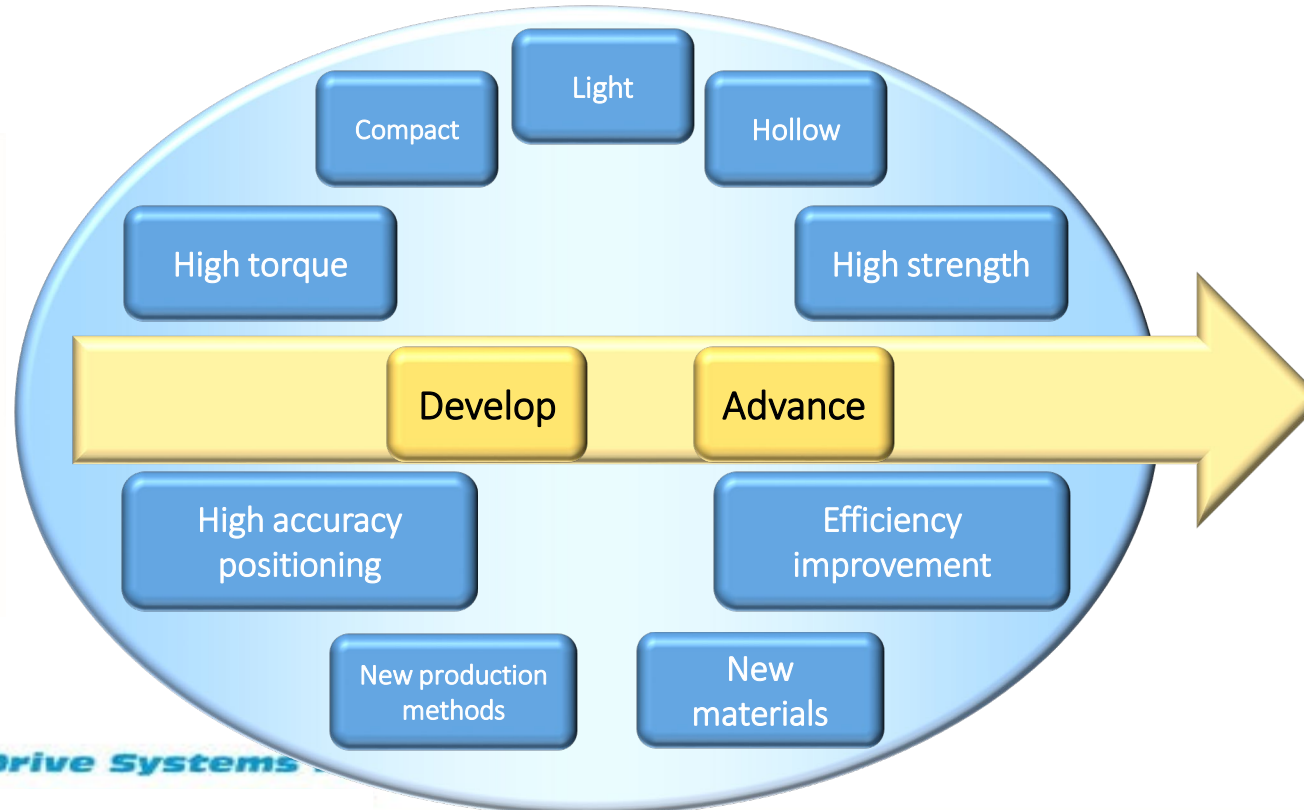 Light
Compact
Hollow
High torque
High strength
Develop
Advance
High accuracy
positioning
Efficiency
improvement
New production
methods
New
materials
Drive Systems